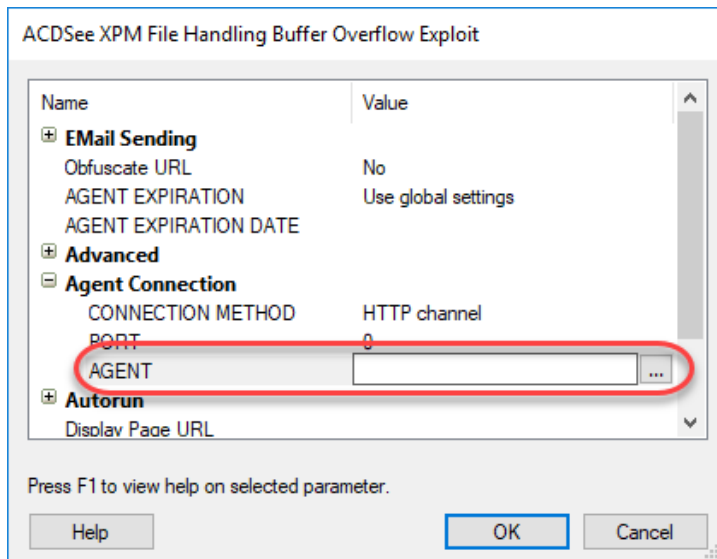 ACDSee XPM File Handling Buffer Overflow Exploit
Name Value
EMail Sending
Obfuscate URL No
AGENT EXPIRATION Use global settings
AGENT EXPIRATION DATE
Advanced
Agent Connection
CONNECTION METHOD HTTP channel
PORT 0
AGENT ...
Autorun
Display Page URL
Press F1 to view help on selected parameter.
Help OK Cancel